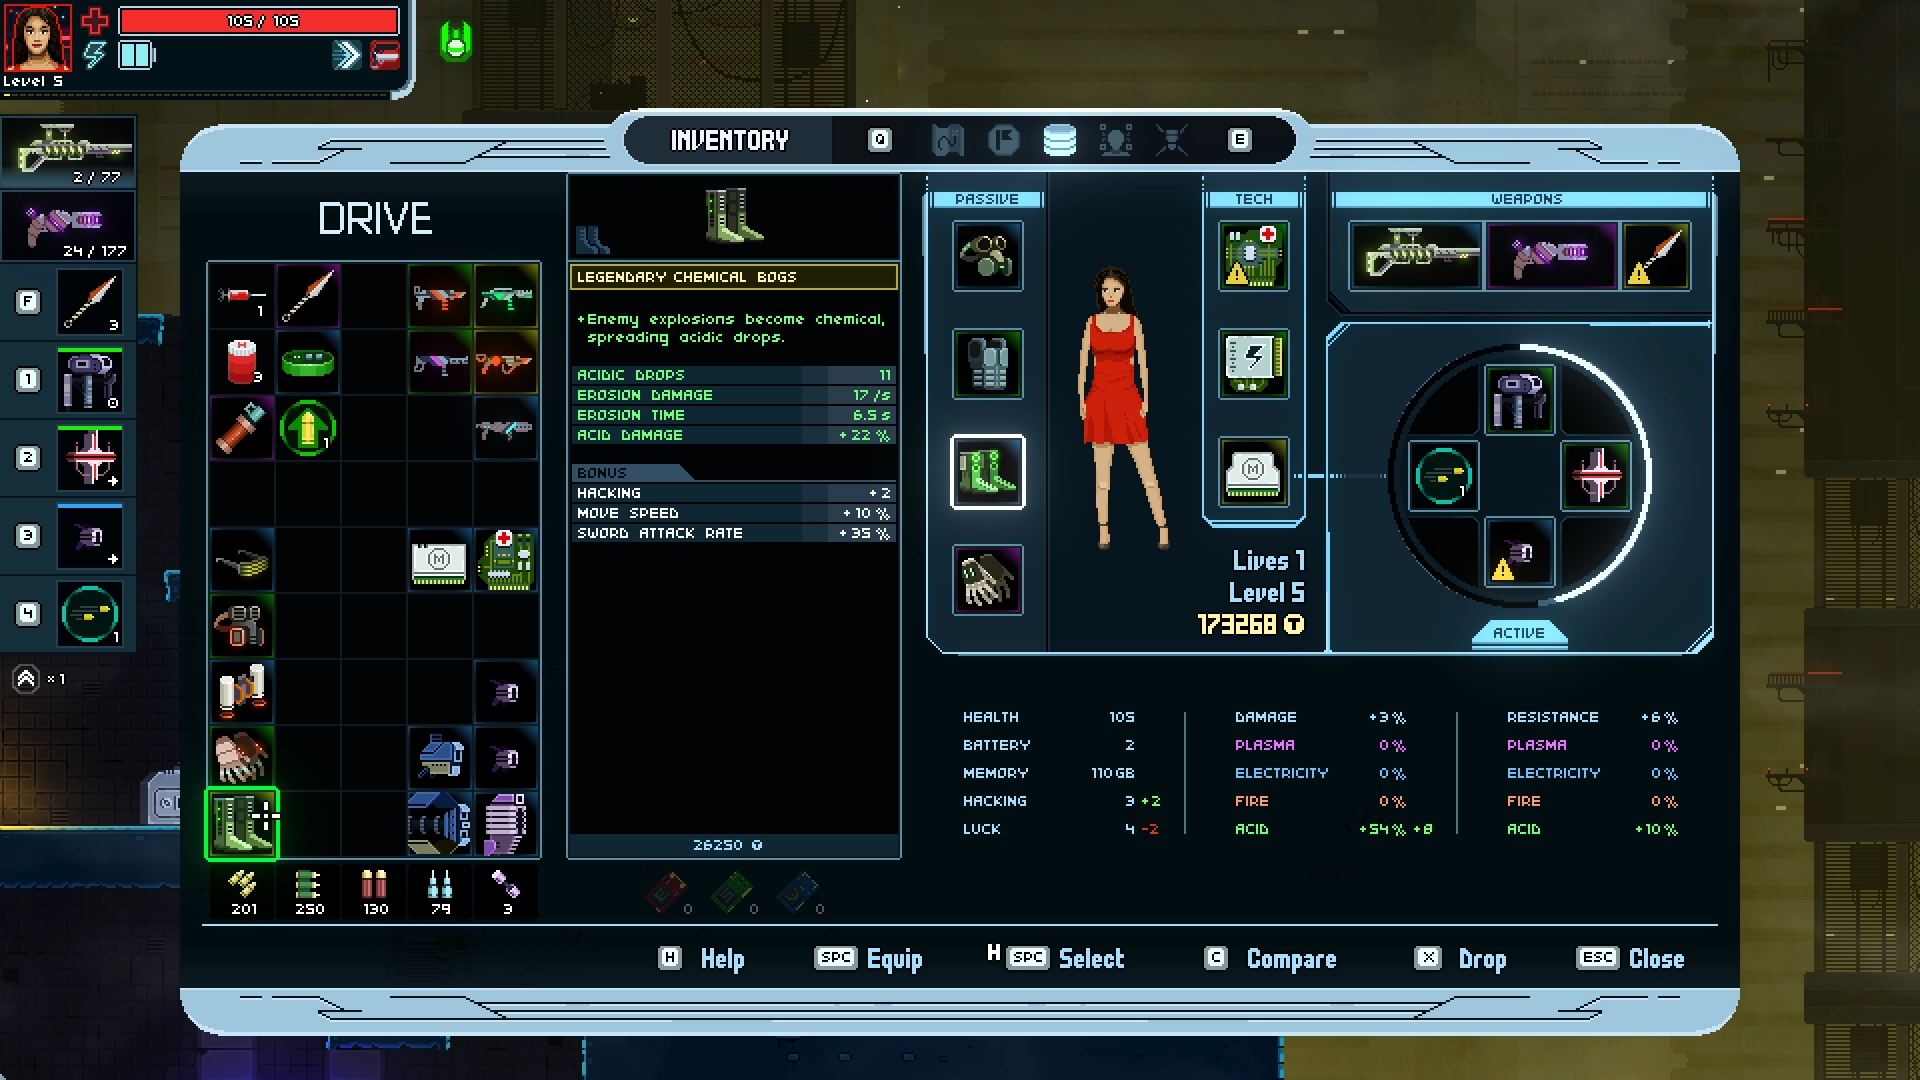 105 / 105
Level 5
2 / 77
24 / 177
F
3
1
2
3
4
1
× 1
INVENTORY
Q
E
DRIVE
1
3
1
201
250
130
79
3
LEGENDARY CHEMICAL BOGS
+Enemy explosions become chemical,
spreading acidic drops.
ACIDIC DROPS 11
EROSION DAMAGE 17 /s
EROSION TIME 6.5 s
ACID DAMAGE + 22 %
BONUS
HACKING + 2
MOVE SPEED + 10 %
SWORD ATTACK RATE + 35 %
26250
0
0
0
PASSIVE
TECH
WEAPONS
M
1
Lives 1
Level 5
173268
ACTIVE
HEALTH 105
BATTERY 2
MEMORY 110GB
HACKING 3 +2
LUCK 4 -2
DAMAGE +3%
PLASMA 0%
ELECTRICITY 0%
FIRE 0%
ACID +54% +8
RESISTANCE +6%
PLASMA 0%
ELECTRICITY 0%
FIRE 0%
ACID +10%
H Help
SPC Equip
H SPC Select
C Compare
X Drop
ESC Close